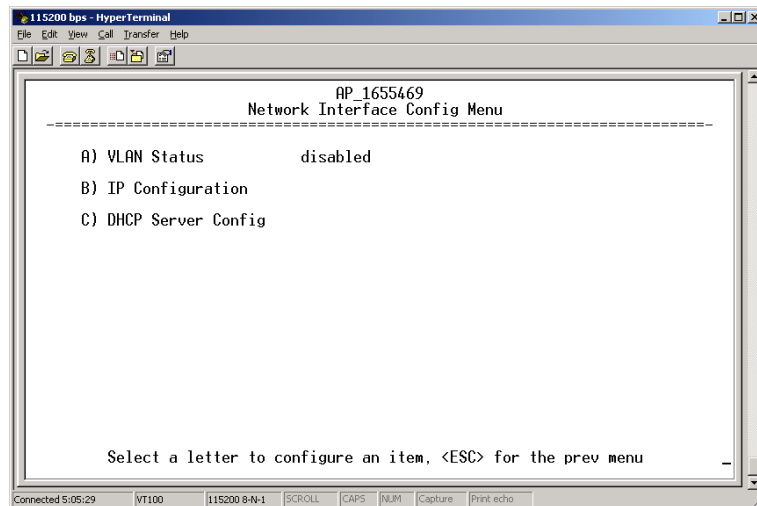 115200 bps - HyperTerminal
File Edit View Call Transfer Help
AP_1655469
Network Interface Config Menu
-==========================================================================-
A) VLAN Status disabled
B) IP Configuration
C) DHCP Server Config
Select a letter to configure an item, <ESC> for the prev menu _
Connected 5:05:29 VT100 115200 8-N-1 SCROLL CAPS NUM Capture Print echo